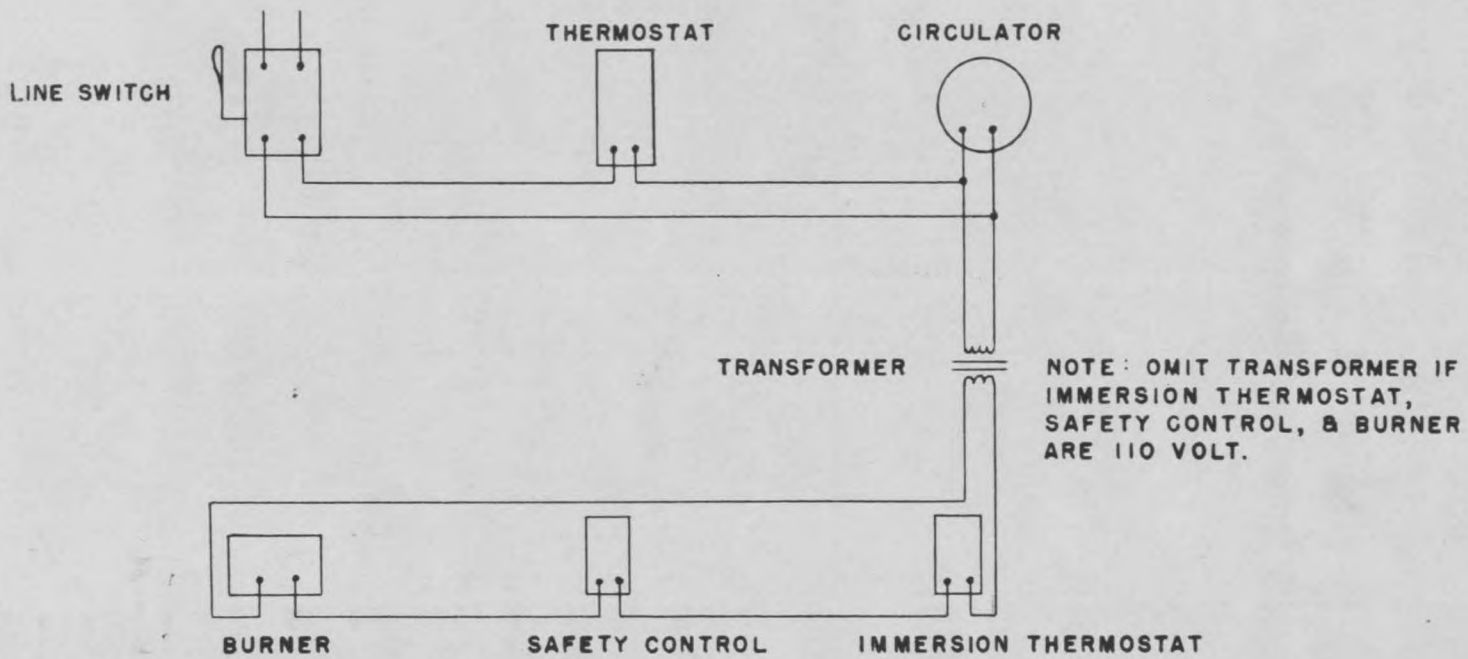 THERMOSTAT
CIRCULATOR
LINE SWITCH
TRANSFORMER
NOTE: OMIT TRANSFORMER IF
IMMERSION THERMOSTAT,
SAFETY CONTROL, & BURNER
ARE 110 VOLT.
BURNER
SAFETY CONTROL
IMMERSION THERMOSTAT